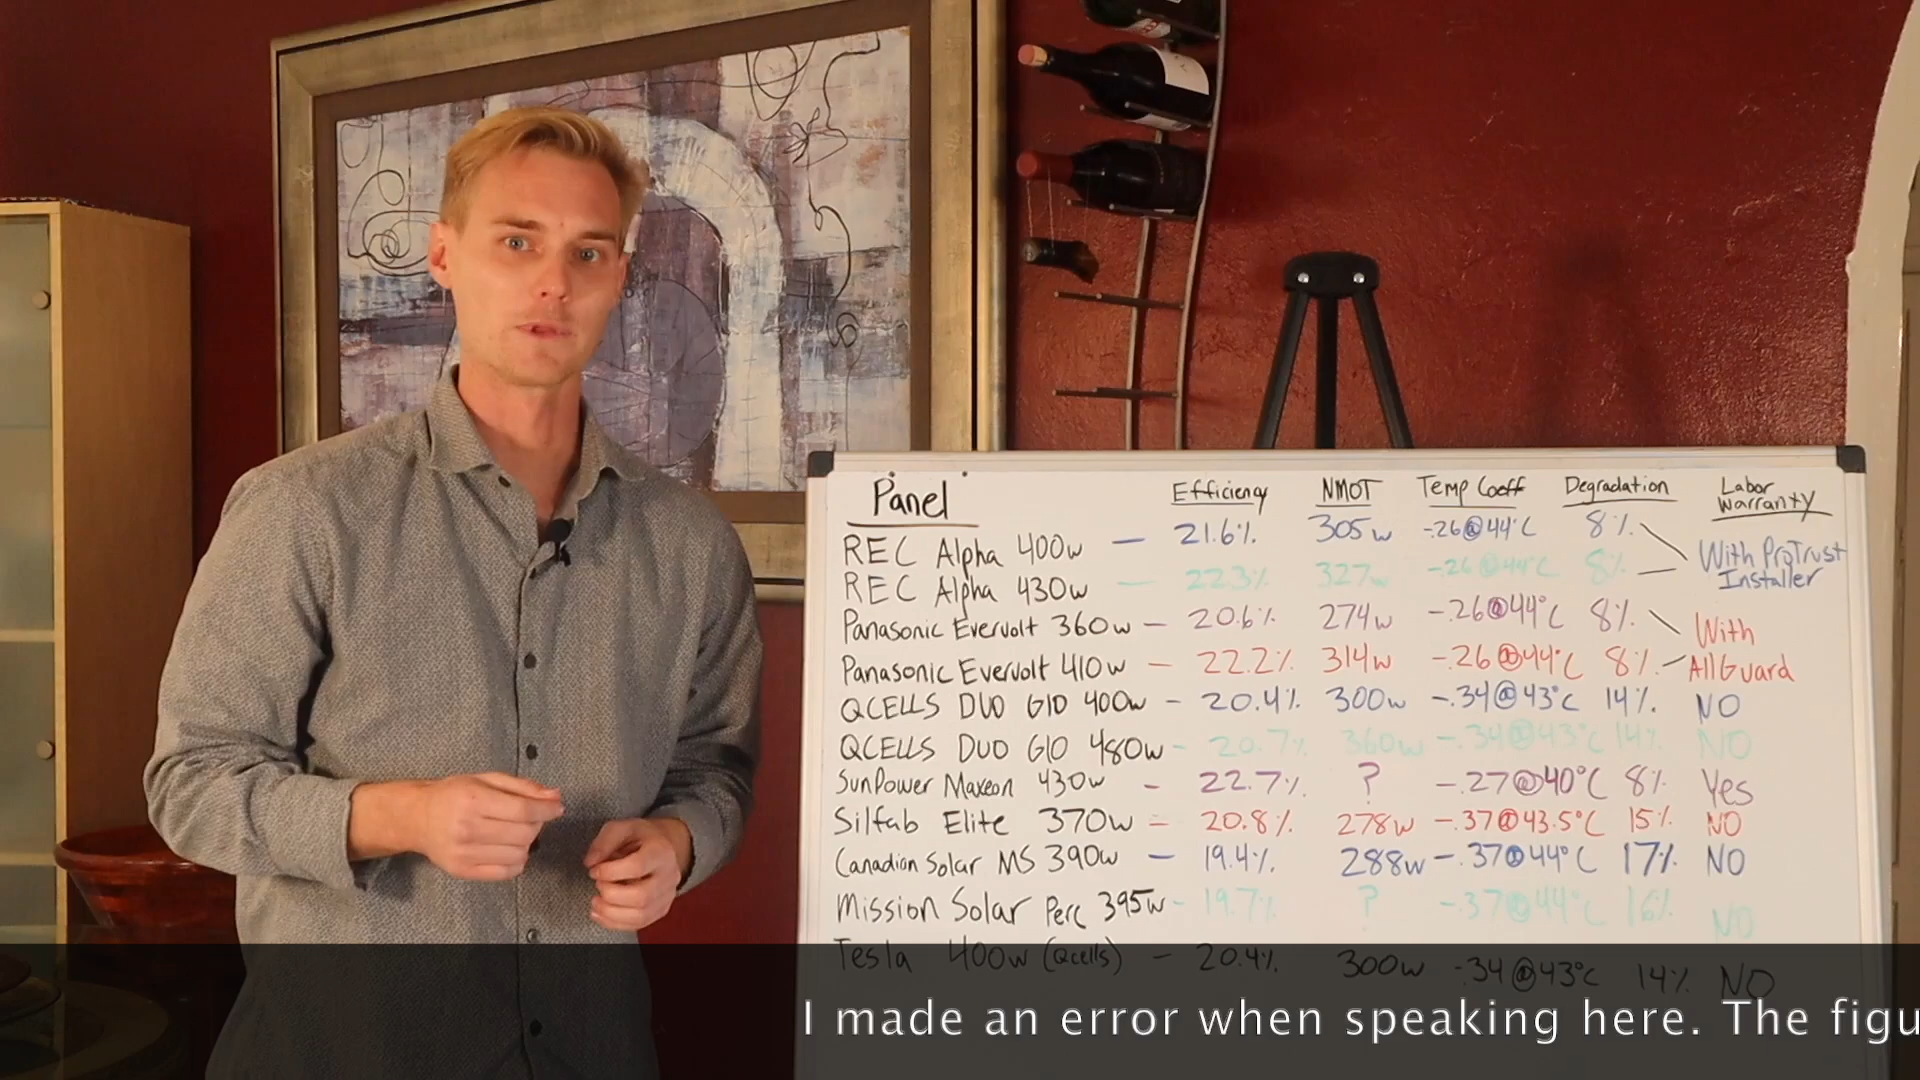 Panel Efficiency NMOT Temp Coeff Degradation Labor Warranty
REC Alpha 400w — 21.6% 305w -.26@44°C 8% With ProTrust Installer
REC Alpha 430w — 22.3% 327w -.26@44°C 8%
Panasonic Evervolt 360w — 20.6% 274w -.26@44°C 8% With AllGuard
Panasonic Evervolt 410w — 22.2% 314w -.26@44°C 8%
QCELLS DUO G10 400w - 20.4% 300w -.34@43°C 14% NO
QCELLS DUO G10 480w - 20.7% 360w -.34@43°C 14% NO
SunPower Maxeon 430w - 22.7% ? -.27@40°C 8% Yes
Silfab Elite 370w - 20.8% 278w -.37@43.5°C 15% NO
Canadian Solar MS 390w — 19.4% 288w -.37@44°C 17% NO
Mission Solar Perc 395w - 19.7% ? -.37@44°C 16% NO
Tesla 400w (Qcells) - 20.4% 300w -.34@43°C 14% NO
I made an error when speaking here. The figu